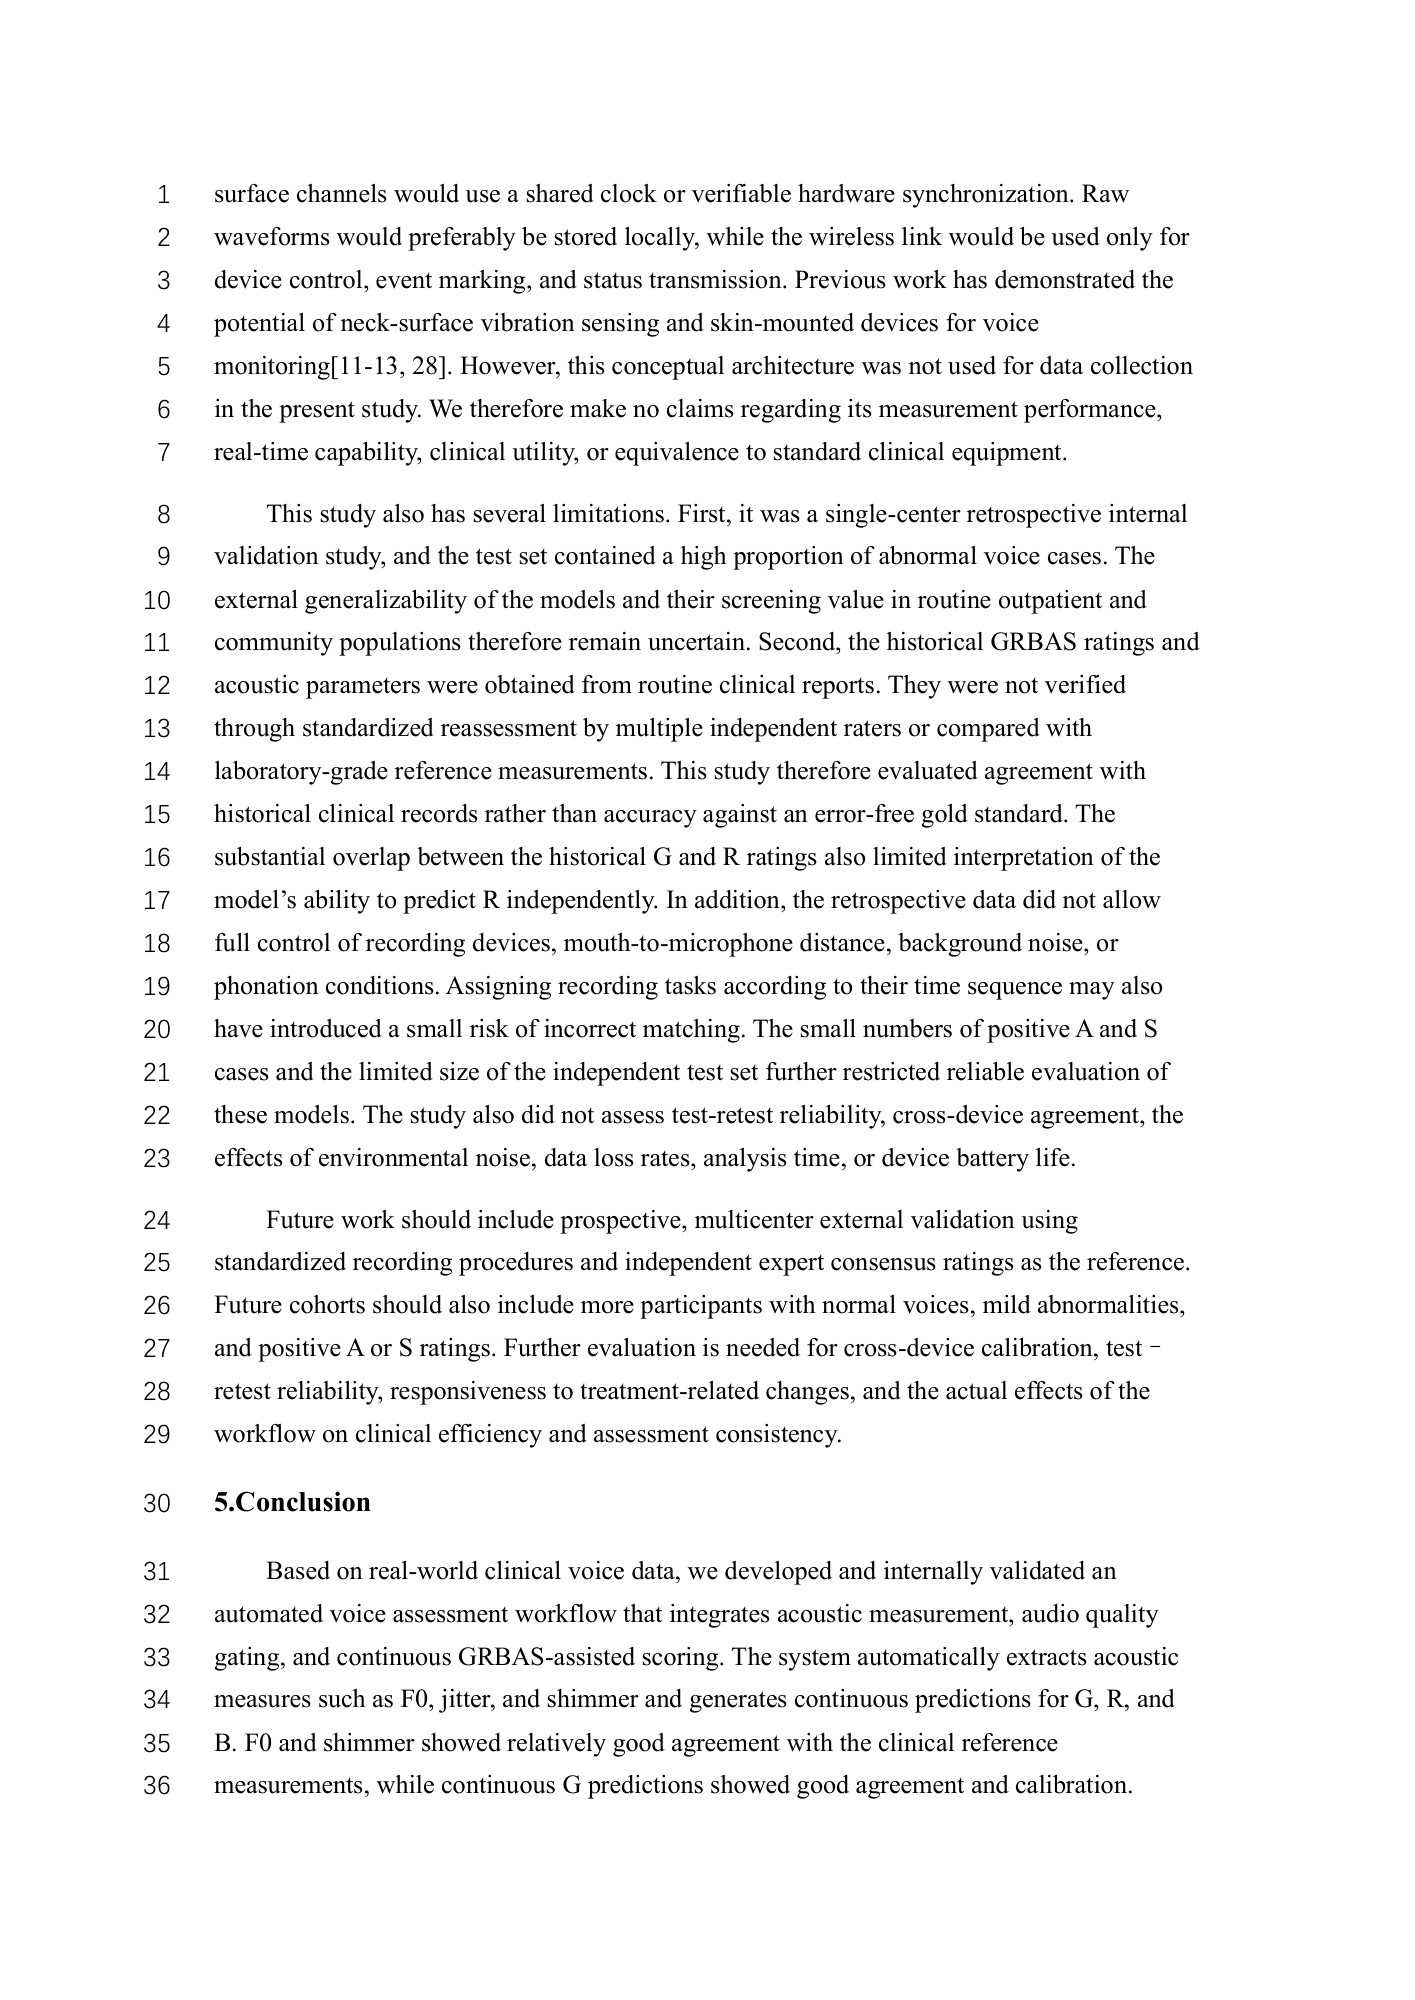 1 surface channels would use a shared clock or verifiable hardware synchronization. Raw
2 waveforms would preferably be stored locally, while the wireless link would be used only for
3 device control, event marking, and status transmission. Previous work has demonstrated the
4 potential of neck-surface vibration sensing and skin-mounted devices for voice
5 monitoring[11-13, 28]. However, this conceptual architecture was not used for data collection
6 in the present study. We therefore make no claims regarding its measurement performance,
7 real-time capability, clinical utility, or equivalence to standard clinical equipment.
8 This study also has several limitations. First, it was a single-center retrospective internal
9 validation study, and the test set contained a high proportion of abnormal voice cases. The
10 external generalizability of the models and their screening value in routine outpatient and
11 community populations therefore remain uncertain. Second, the historical GRBAS ratings and
12 acoustic parameters were obtained from routine clinical reports. They were not verified
13 through standardized reassessment by multiple independent raters or compared with
14 laboratory-grade reference measurements. This study therefore evaluated agreement with
15 historical clinical records rather than accuracy against an error-free gold standard. The
16 substantial overlap between the historical G and R ratings also limited interpretation of the
17 model’s ability to predict R independently. In addition, the retrospective data did not allow
18 full control of recording devices, mouth-to-microphone distance, background noise, or
19 phonation conditions. Assigning recording tasks according to their time sequence may also
20 have introduced a small risk of incorrect matching. The small numbers of positive A and S
21 cases and the limited size of the independent test set further restricted reliable evaluation of
22 these models. The study also did not assess test-retest reliability, cross-device agreement, the
23 effects of environmental noise, data loss rates, analysis time, or device battery life.
24 Future work should include prospective, multicenter external validation using
25 standardized recording procedures and independent expert consensus ratings as the reference.
26 Future cohorts should also include more participants with normal voices, mild abnormalities,
27 and positive A or S ratings. Further evaluation is needed for cross-device calibration, test –
28 retest reliability, responsiveness to treatment-related changes, and the actual effects of the
29 workflow on clinical efficiency and assessment consistency.
30 5.Conclusion
31 Based on real-world clinical voice data, we developed and internally validated an
32 automated voice assessment workflow that integrates acoustic measurement, audio quality
33 gating, and continuous GRBAS-assisted scoring. The system automatically extracts acoustic
34 measures such as F0, jitter, and shimmer and generates continuous predictions for G, R, and
35 B. F0 and shimmer showed relatively good agreement with the clinical reference
36 measurements, while continuous G predictions showed good agreement and calibration.